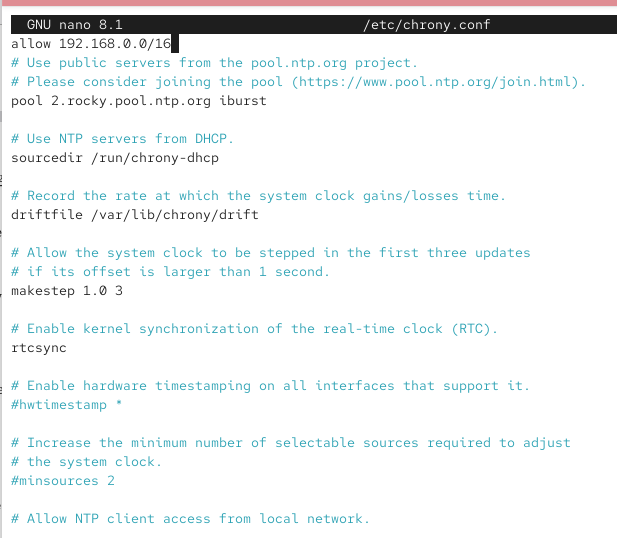 GNU nano 8.1 /etc/chrony.conf
allow 192.168.0.0/16
# Use public servers from the pool.ntp.org project.
# Please consider joining the pool (https://www.pool.ntp.org/join.html).
pool 2.rocky.pool.ntp.org iburst
# Use NTP servers from DHCP.
sourcedir /run/chrony-dhcp
# Record the rate at which the system clock gains/losses time.
driftfile /var/lib/chrony/drift
# Allow the system clock to be stepped in the first three updates
# if its offset is larger than 1 second.
makestep 1.0 3
# Enable kernel synchronization of the real-time clock (RTC).
rtcsync
# Enable hardware timestamping on all interfaces that support it.
#hwtimestamp *
# Increase the minimum number of selectable sources required to adjust
# the system clock.
#minsources 2
# Allow NTP client access from local network.